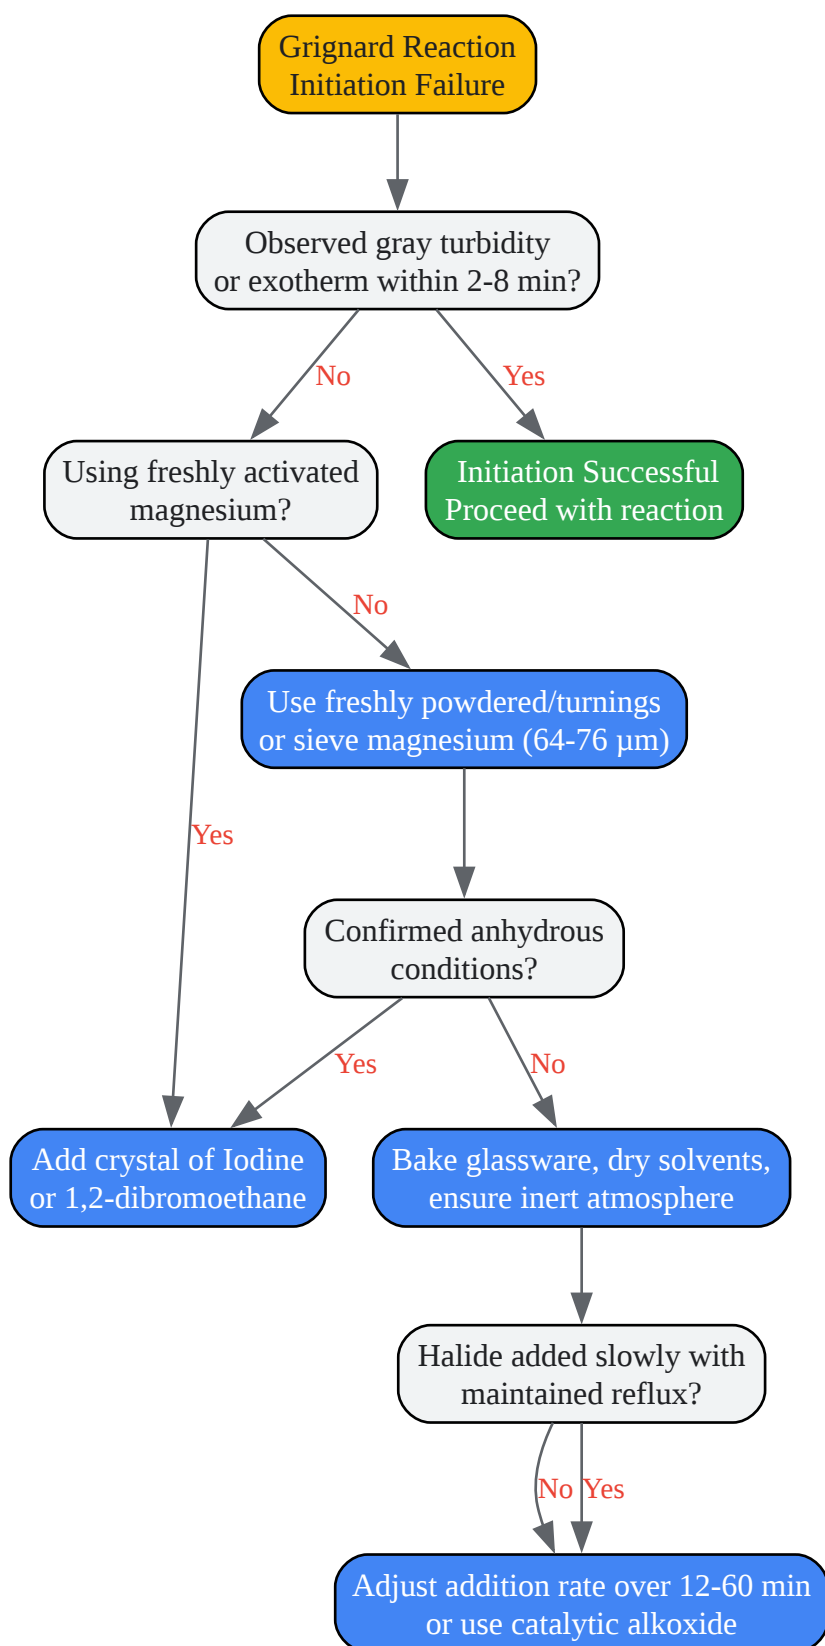 Grignard Reaction
Initiation Failure
Observed gray turbidity
or exotherm within 2-8 min?
No
Yes
Using freshly activated
magnesium?
Initiation Successful
Proceed with reaction
No
Use freshly powdered/turnings
or sieve magnesium (64-76 µm)
Yes
Confirmed anhydrous
conditions?
Yes
No
Add crystal of Iodine
or 1,2-dibromoethane
Bake glassware, dry solvents,
ensure inert atmosphere
Halide added slowly with
maintained reflux?
No
Yes
Adjust addition rate over 12-60 min
or use catalytic alkoxide